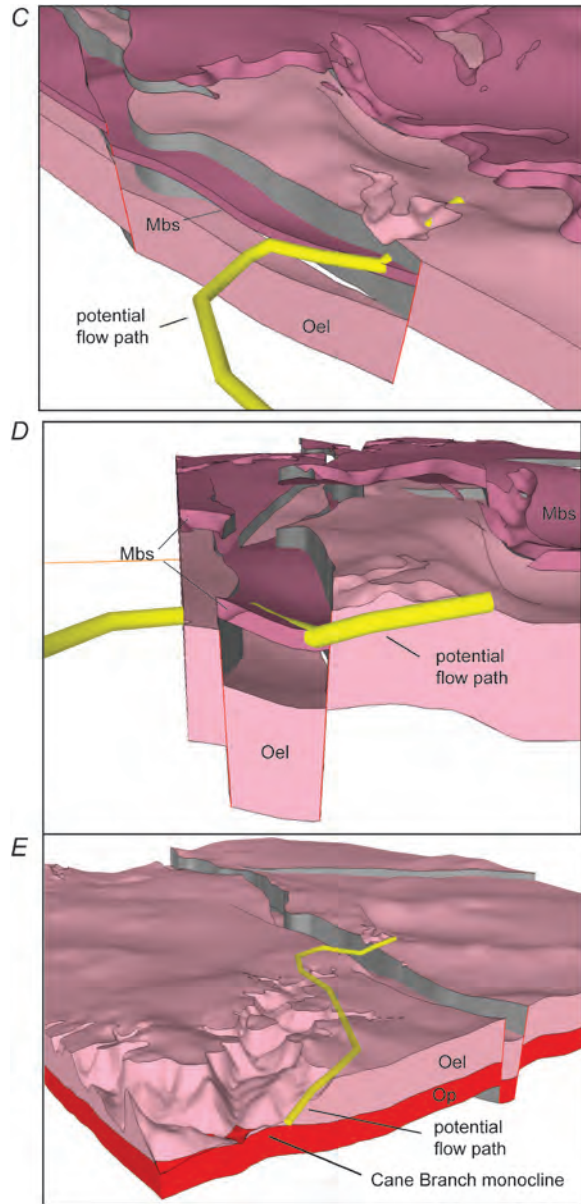 C
Mbs
potential
flow path
Oel
D
Mbs
Mbs
potential
flow path
Oel
E
Oel
Op
potential
flow path
Cane Branch monocline